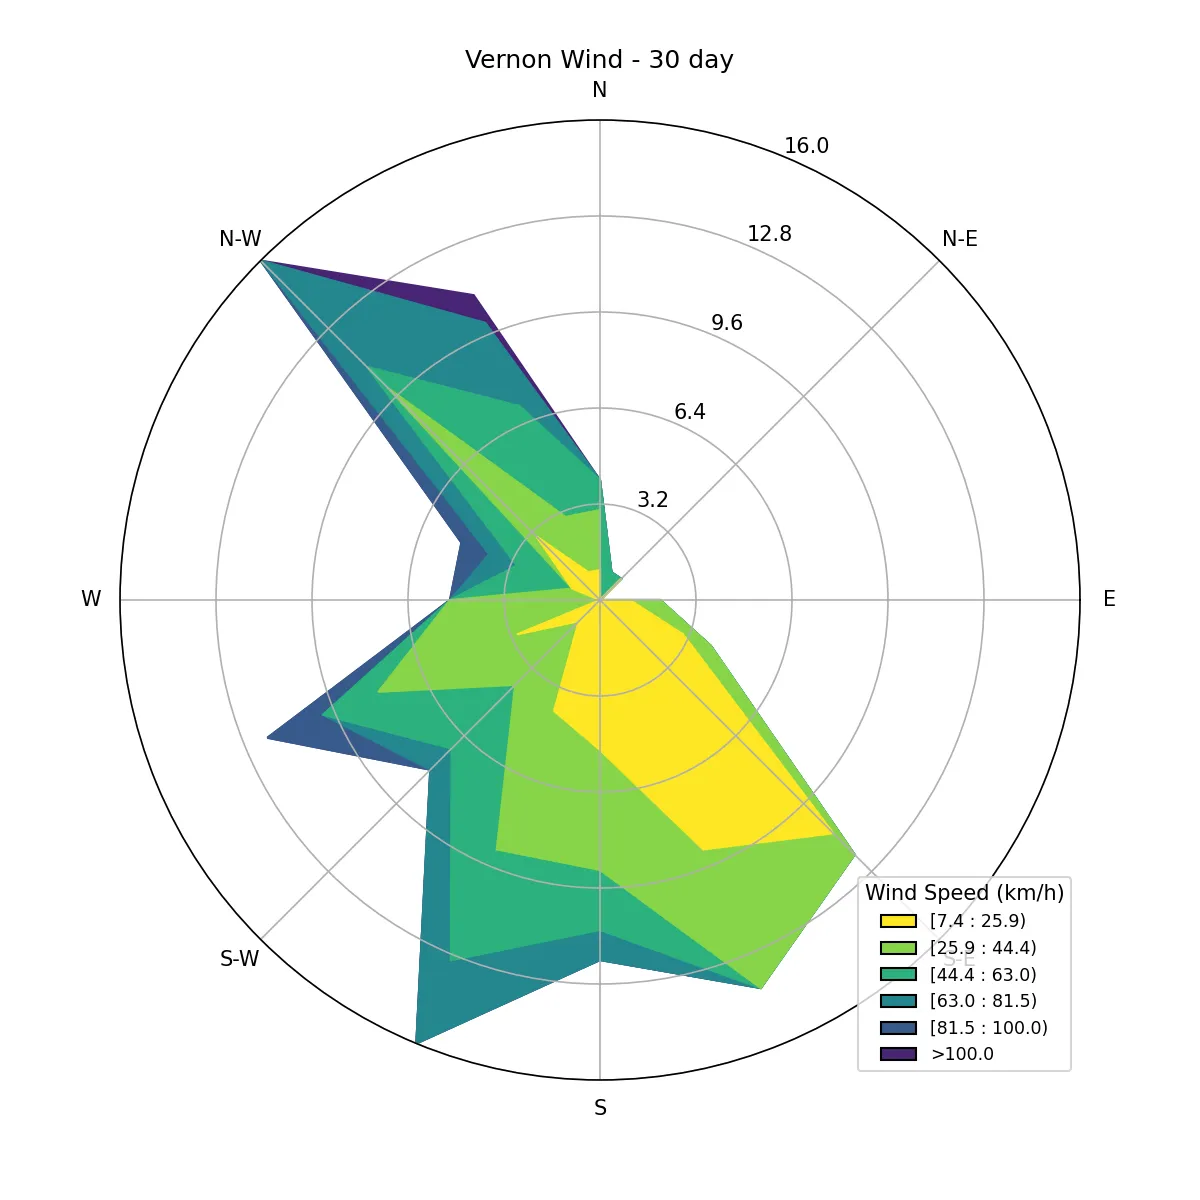 Vernon Wind - 30 day
N
16.0
12.8
N-W
N-E
9.6
6.4
3.2
W
E
S-W
S-E
Wind Speed (km/h)
[7.4 : 25.9)
[25.9 : 44.4)
[44.4 : 63.0)
[63.0 : 81.5)
[81.5 : 100.0)
>100.0
S